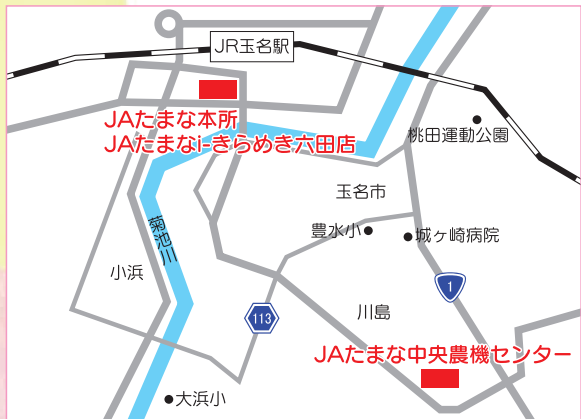 JR玉名駅
JAたまな本所
JAたまなi-きらめき六田店
桃田運動公園
玉名市
豊水小
城ヶ崎病院
菊池川
小浜
1
113
川島
JAたまな中央農機センター
大浜小